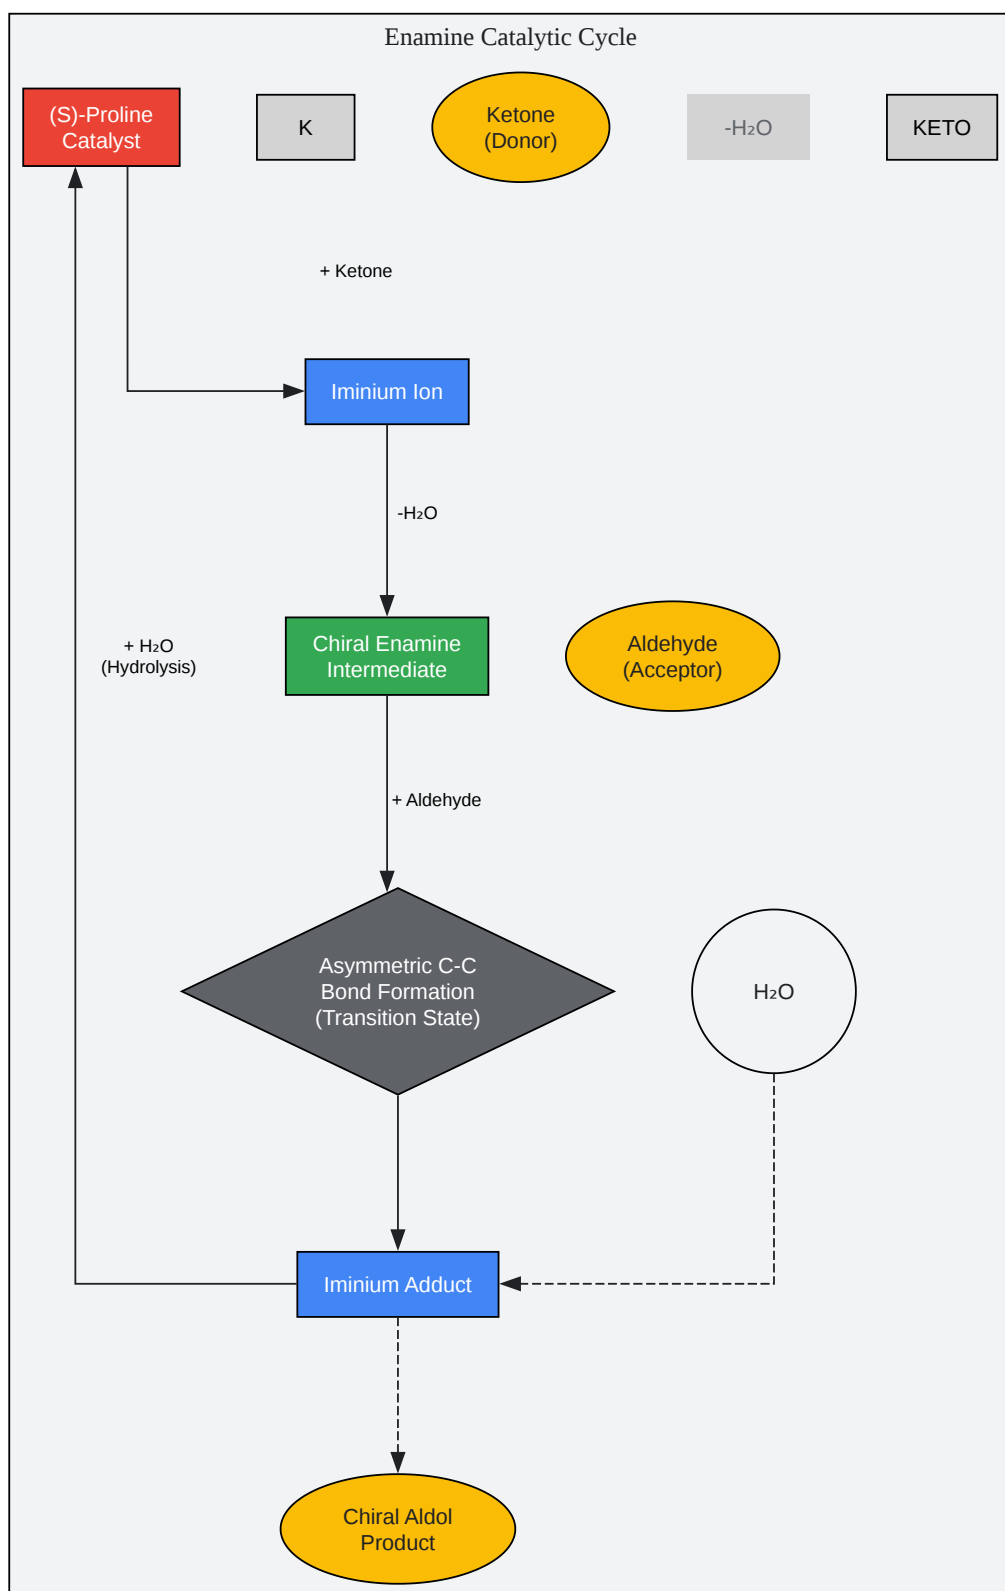 Enamine Catalytic Cycle
(S)-Proline
Catalyst
K
Ketone
(Donor)
-H₂O
KETO
+ Ketone
Iminium Ion
-H₂O
+ H₂O
(Hydrolysis)
Chiral Enamine
Intermediate
Aldehyde
(Acceptor)
+ Aldehyde
Asymmetric C-C
Bond Formation
(Transition State)
H₂O
Iminium Adduct
Chiral Aldol
Product